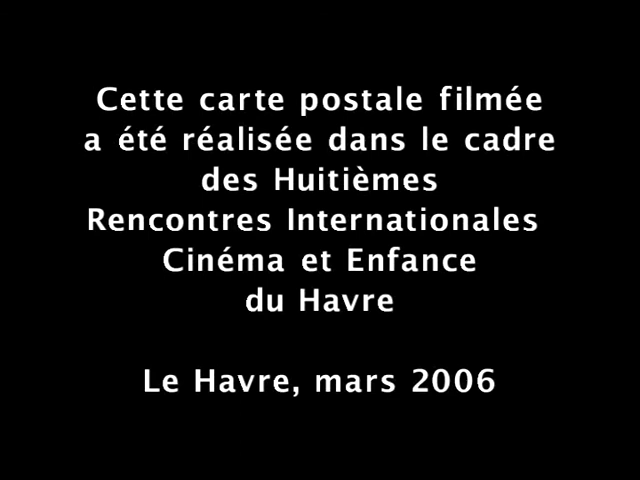 Cette carte postale filmée
a été réalisée dans le cadre
des Huitièmes
Rencontres Internationales
Cinéma et Enfance
du Havre
Le Havre, mars 2006